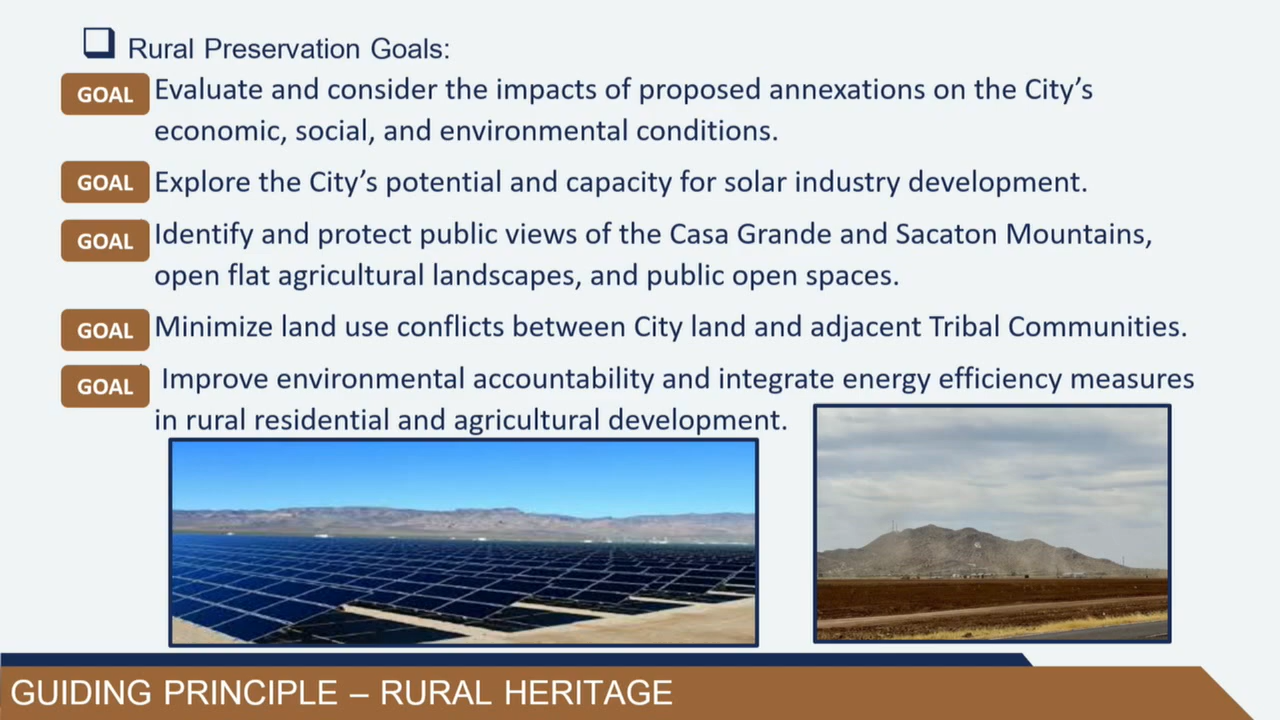 Rural Preservation Goals:
GOAL Evaluate and consider the impacts of proposed annexations on the City’s
economic, social, and environmental conditions.
GOAL Explore the City’s potential and capacity for solar industry development.
GOAL Identify and protect public views of the Casa Grande and Sacaton Mountains,
open flat agricultural landscapes, and public open spaces.
GOAL Minimize land use conflicts between City land and adjacent Tribal Communities.
GOAL Improve environmental accountability and integrate energy efficiency measures
in rural residential and agricultural development.
GUIDING PRINCIPLE – RURAL HERITAGE